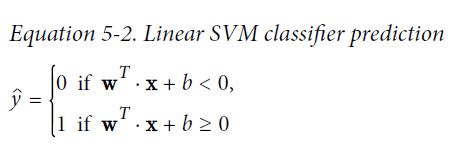 Equation 5-2. Linear SVM classifier prediction
ŷ = {0 if wᵀ · x + b < 0,
1 if wᵀ · x + b ≥ 0